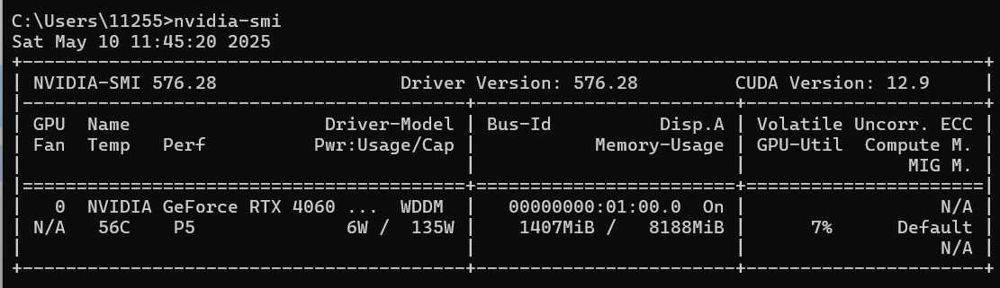 C:\Users\11255>nvidia-smi
Sat May 10 11:45:20 2025
+-----------------------------------------------------------------------------------------+
| NVIDIA-SMI 576.28                 Driver Version: 576.28         CUDA Version: 12.9     |
|-----------------------------------------+------------------------+----------------------+
| GPU  Name                  Driver-Model | Bus-Id          Disp.A | Volatile Uncorr. ECC |
| Fan  Temp   Perf          Pwr:Usage/Cap |           Memory-Usage | GPU-Util  Compute M. |
|                                         |                        |               MIG M. |
|=========================================+========================+======================|
|   0  NVIDIA GeForce RTX 4060 ...  WDDM  |   00000000:01:00.0  On |                  N/A |
| N/A   56C    P5              6W /  135W |    1407MiB /   8188MiB |      7%      Default |
|                                         |                        |                  N/A |
+-----------------------------------------+------------------------+----------------------+